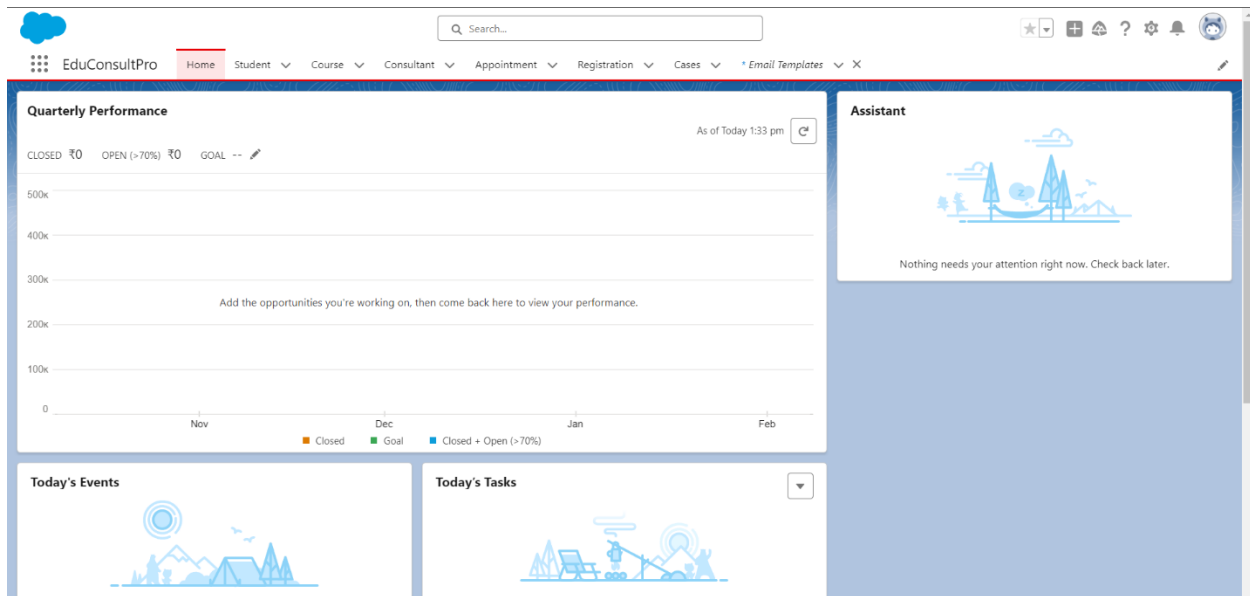 Search...
EduConsultPro Home Student Course Consultant Appointment Registration Cases * Email Templates
Quarterly Performance
As of Today 1:33 pm
CLOSED ₹0 OPEN (>70%) ₹0 GOAL --
500K
400K
300K
Add the opportunities you're working on, then come back here to view your performance.
200K
100K
0
Nov Dec Jan Feb
Closed Goal Closed + Open (>70%)
Assistant
z
Nothing needs your attention right now. Check back later.
Today's Events
Today's Tasks